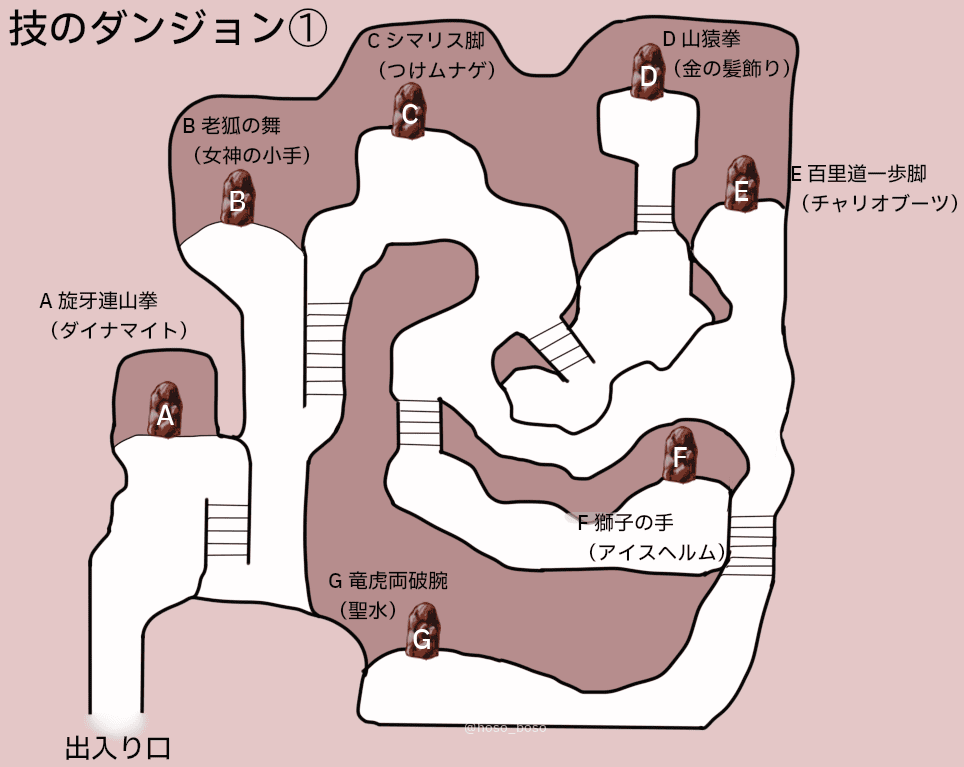 技のダンジョン①
C シマリス脚
（つけムナゲ）
D 山猿拳
（金の髪飾り）
B 老狐の舞
（女神の小手）
E 百里道一歩脚
（チャリオブーツ）
A 旋牙連山拳
（ダイナマイト）
F 獅子の手
（アイスヘルム）
G 竜虎両破腕
（聖水）
C
D
B
E
A
F
G
@hoso_boso
出入り口